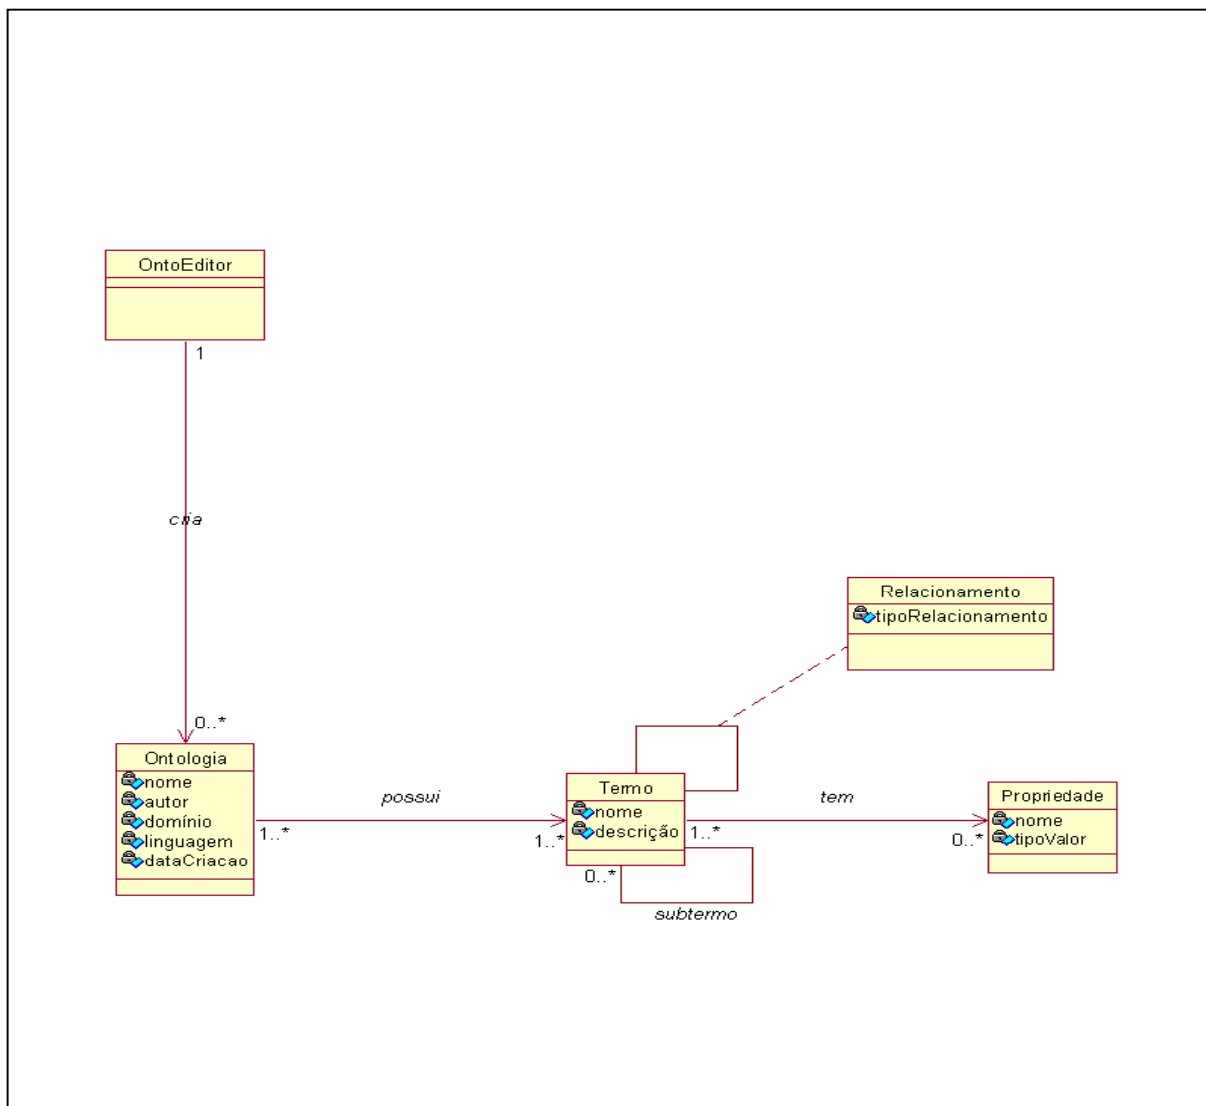 OntoEditor
1
cria
0..*
Ontologia
nome
autor
domínio
linguagem
dataCriacao
1..*
possui
1..*
Termo
nome
descrição
0..*
subtermo
1..*
tem
0..*
Relacionamento
tipoRelacionamento
Propriedade
nome
tipoValor